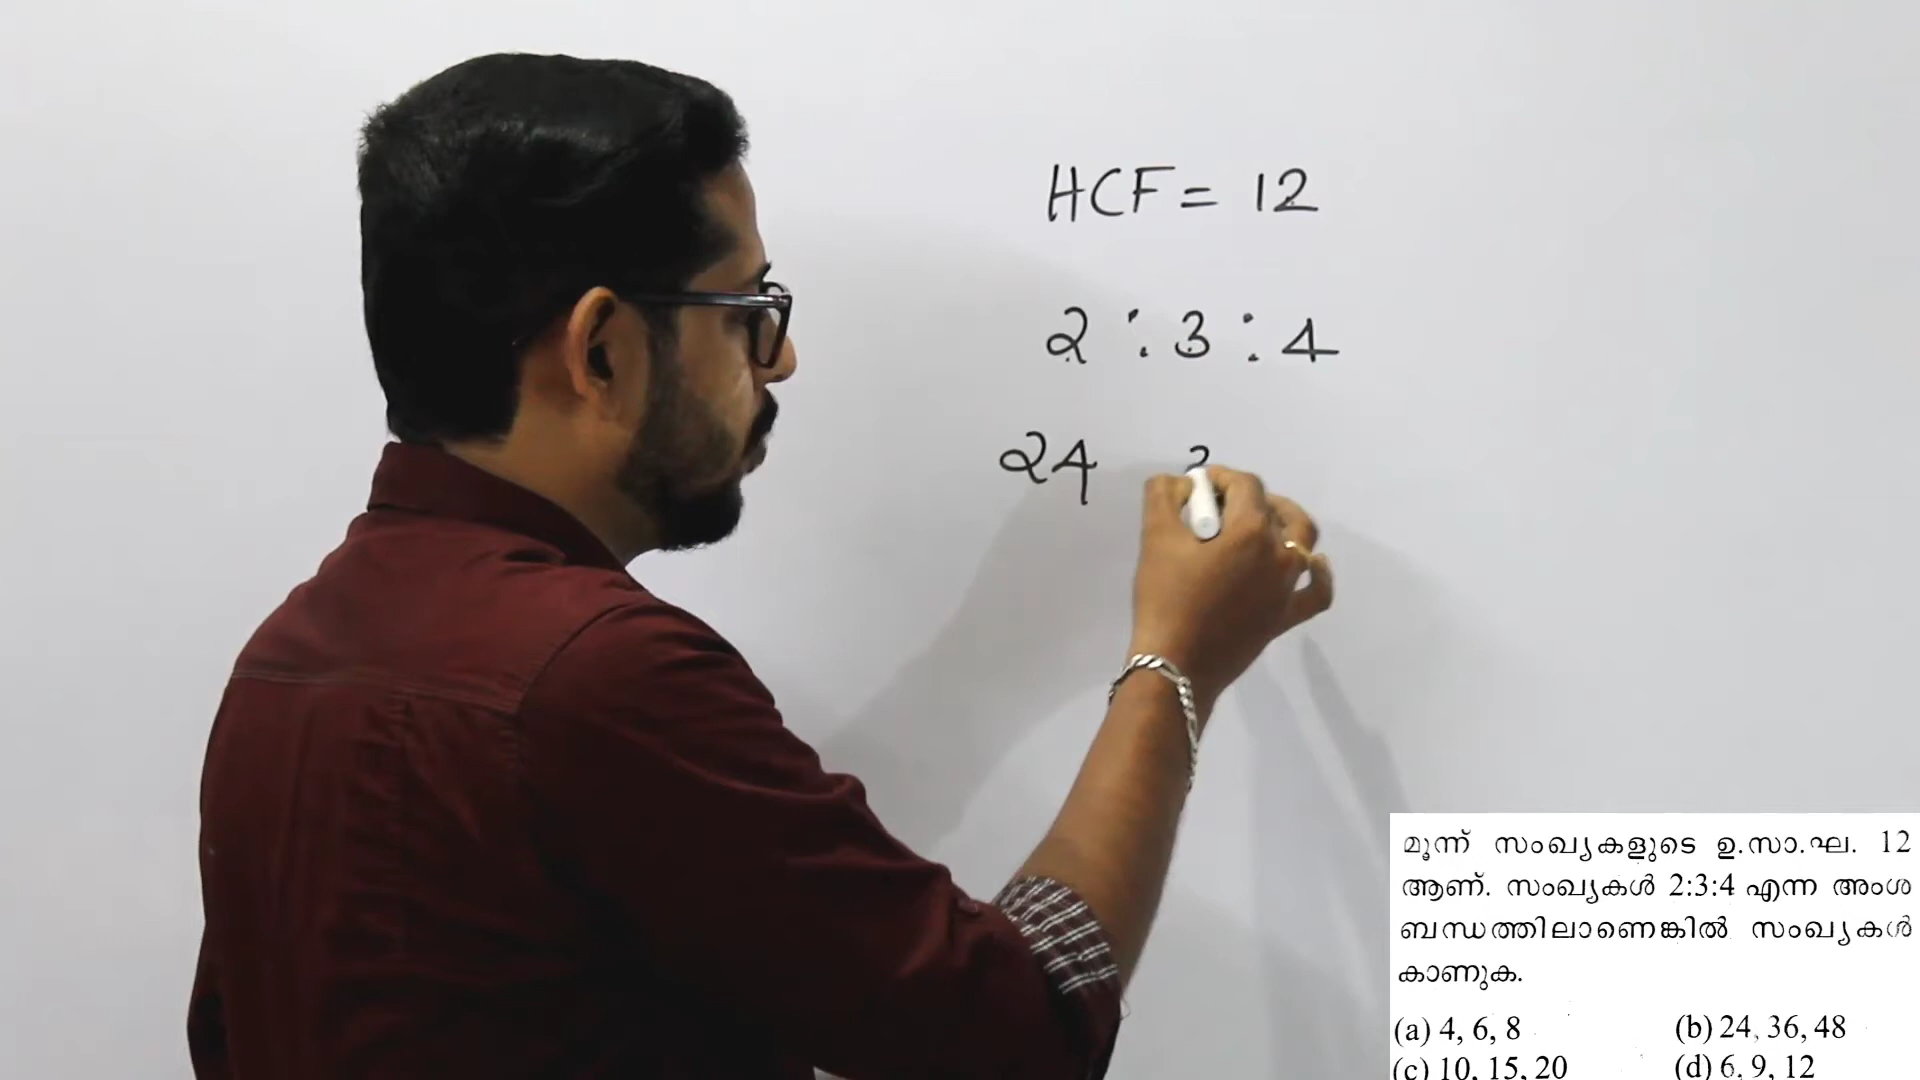 HCF = 12
2 : 3 : 4
24
മൂന്ന് സംഖ്യകളുടെ ഉ.സാ.ഘ. 12
ആണ്. സംഖ്യകൾ 2:3:4 എന്ന അംശ
ബന്ധത്തിലാണെങ്കിൽ സംഖ്യകൾ
കാണുക.
(a) 4, 6, 8 (b) 24, 36, 48
(c) 10, 15, 20 (d) 6, 9, 12